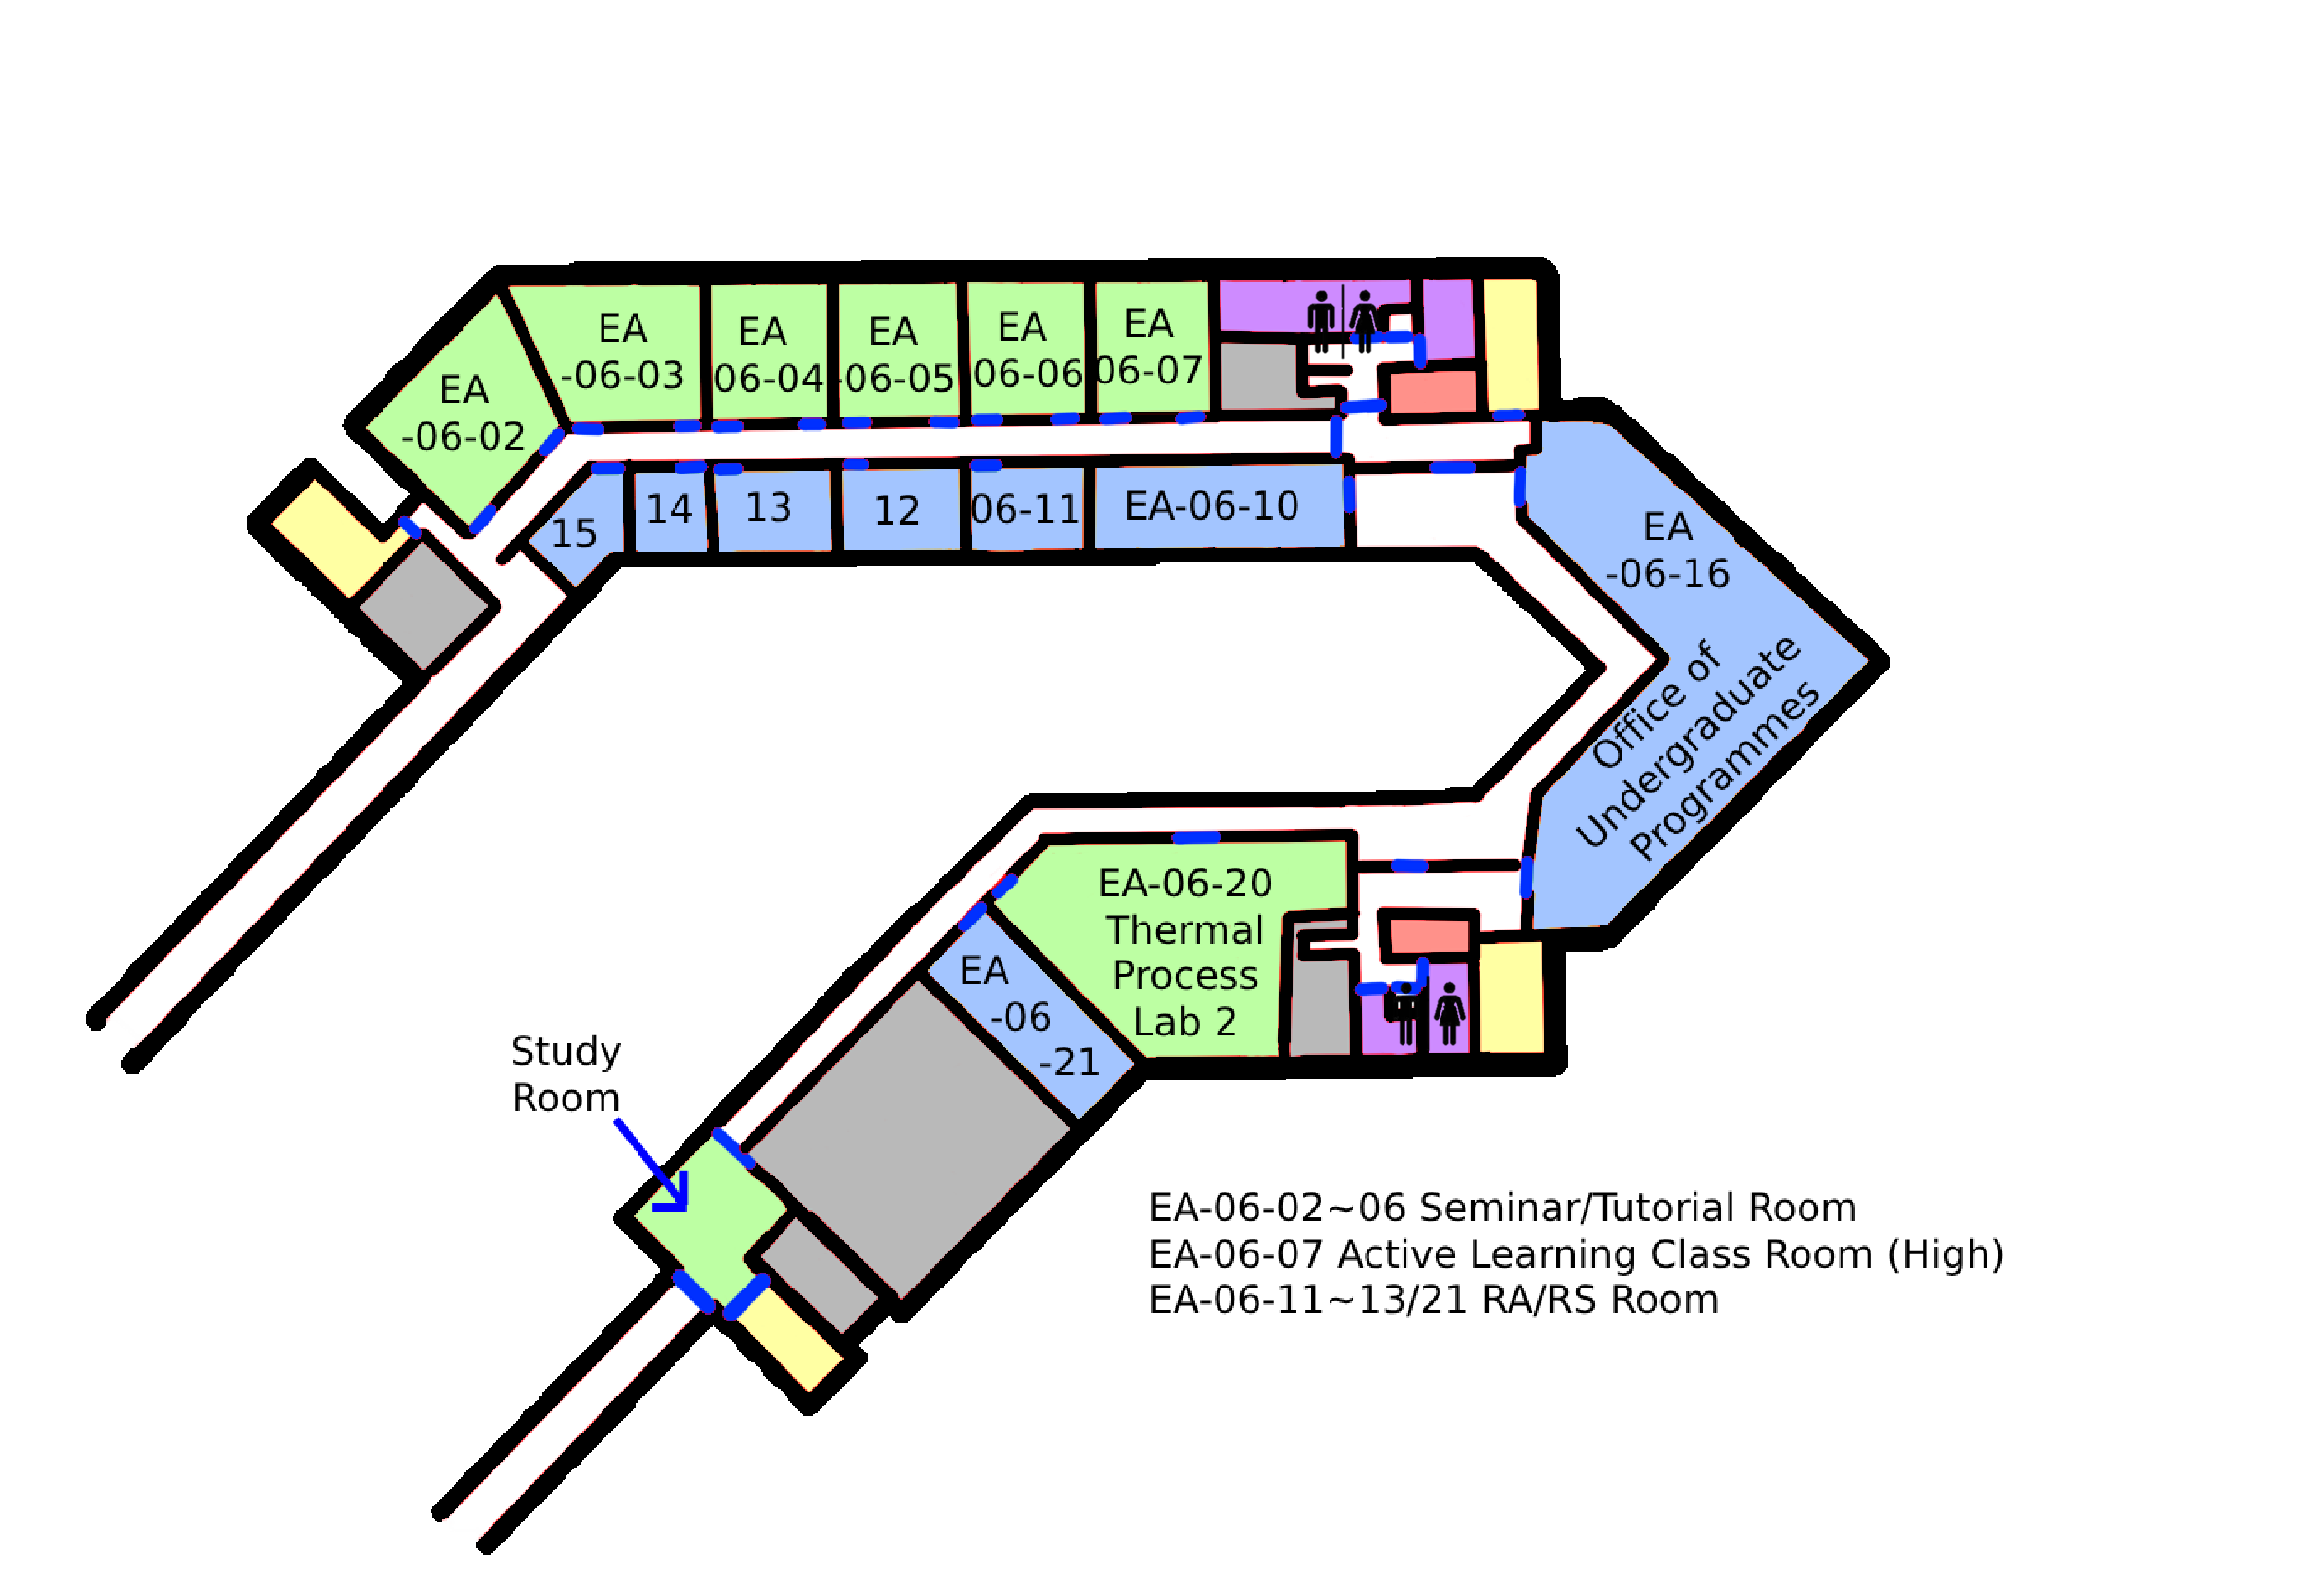 EA
-06-02
EA
-06-03
EA
06-04
EA
-06-05
EA
06-06
EA
06-07
15
14
13
12
06-11
EA-06-10
EA
-06-16
Office of
Undergraduate
Programmes
EA-06-20
Thermal
Process
Lab 2
EA
-06
-21
Study
Room
EA-06-02~06 Seminar/Tutorial Room
EA-06-07 Active Learning Class Room (High)
EA-06-11~13/21 RA/RS Room